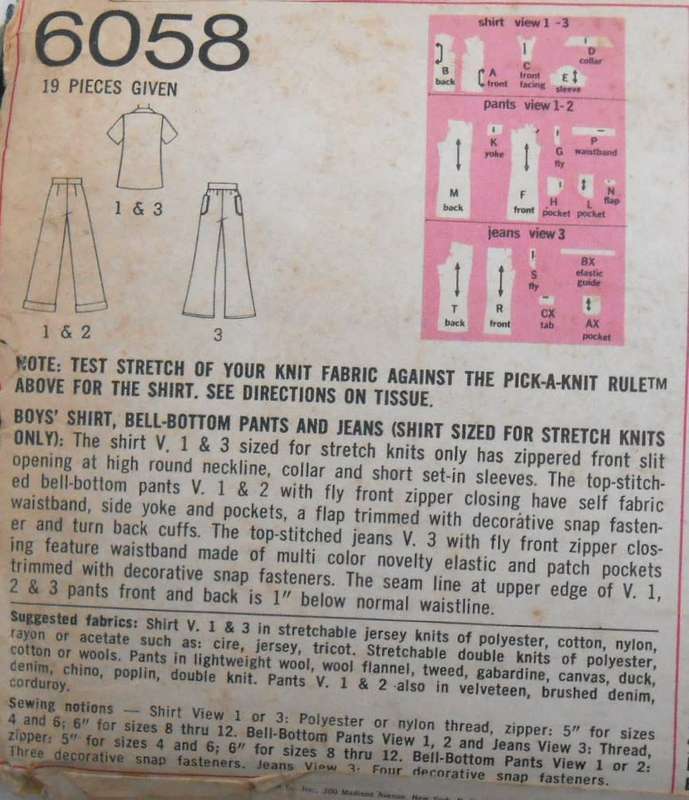 6058
19 PIECES GIVEN
1 & 3
1 & 2
3
shirt view 1 - 3
B
back
A
front
C
front
facing
D
collar
E
sleeve
pants view 1-2
M
back
K
yoke
F
front
G
fly
P
waistband
H
pocket
L
pocket
N
flap
jeans view 3
T
back
R
front
S
fly
BX
elastic
guide
CX
tab
AX
pocket
NOTE: TEST STRETCH OF YOUR KNIT FABRIC AGAINST THE PICK-A-KNIT RULE™
ABOVE FOR THE SHIRT. SEE DIRECTIONS ON TISSUE.
BOYS' SHIRT, BELL-BOTTOM PANTS AND JEANS (SHIRT SIZED FOR STRETCH KNITS
ONLY): The shirt V. 1 & 3 sized for stretch knits only has zippered front slit
opening at high round neckline, collar and short set-in sleeves. The top-stitch-
ed bell-bottom pants V. 1 & 2 with fly front zipper closing have self fabric
waistband, side yoke and pockets, a flap trimmed with decorative snap fasten-
er and turn back cuffs. The top-stitched jeans V. 3 with fly front zipper clos-
ing feature waistband made of multi color novelty elastic and patch pockets
trimmed with decorative snap fasteners. The seam line at upper edge of V. 1,
2 & 3 pants front and back is 1" below normal waistline.
Suggested fabrics: Shirt V. 1 & 3 in stretchable jersey knits of polyester, cotton, nylon,
rayon or acetate such as: cire, jersey, tricot. Stretchable double knits of polyester,
cotton or wools. Pants in lightweight wool, wool flannel, tweed, gabardine, canvas, duck,
denim, chino, poplin, double knit. Pants V. 1 & 2 also in velveteen, brushed denim,
corduroy.
Sewing notions — Shirt View 1 or 3: Polyester or nylon thread, zipper: 5" for sizes
4 and 6; 6" for sizes 8 thru 12. Bell-Bottom Pants View 1, 2 and Jeans View 3: Thread,
zipper: 5" for sizes 4 and 6; 6" for sizes 8 thru 12. Bell-Bottom Pants View 1 or 2:
Three decorative snap fasteners. Jeans View 3: Four decorative snap fasteners.
Inc., 200 Madison Avenue, New York